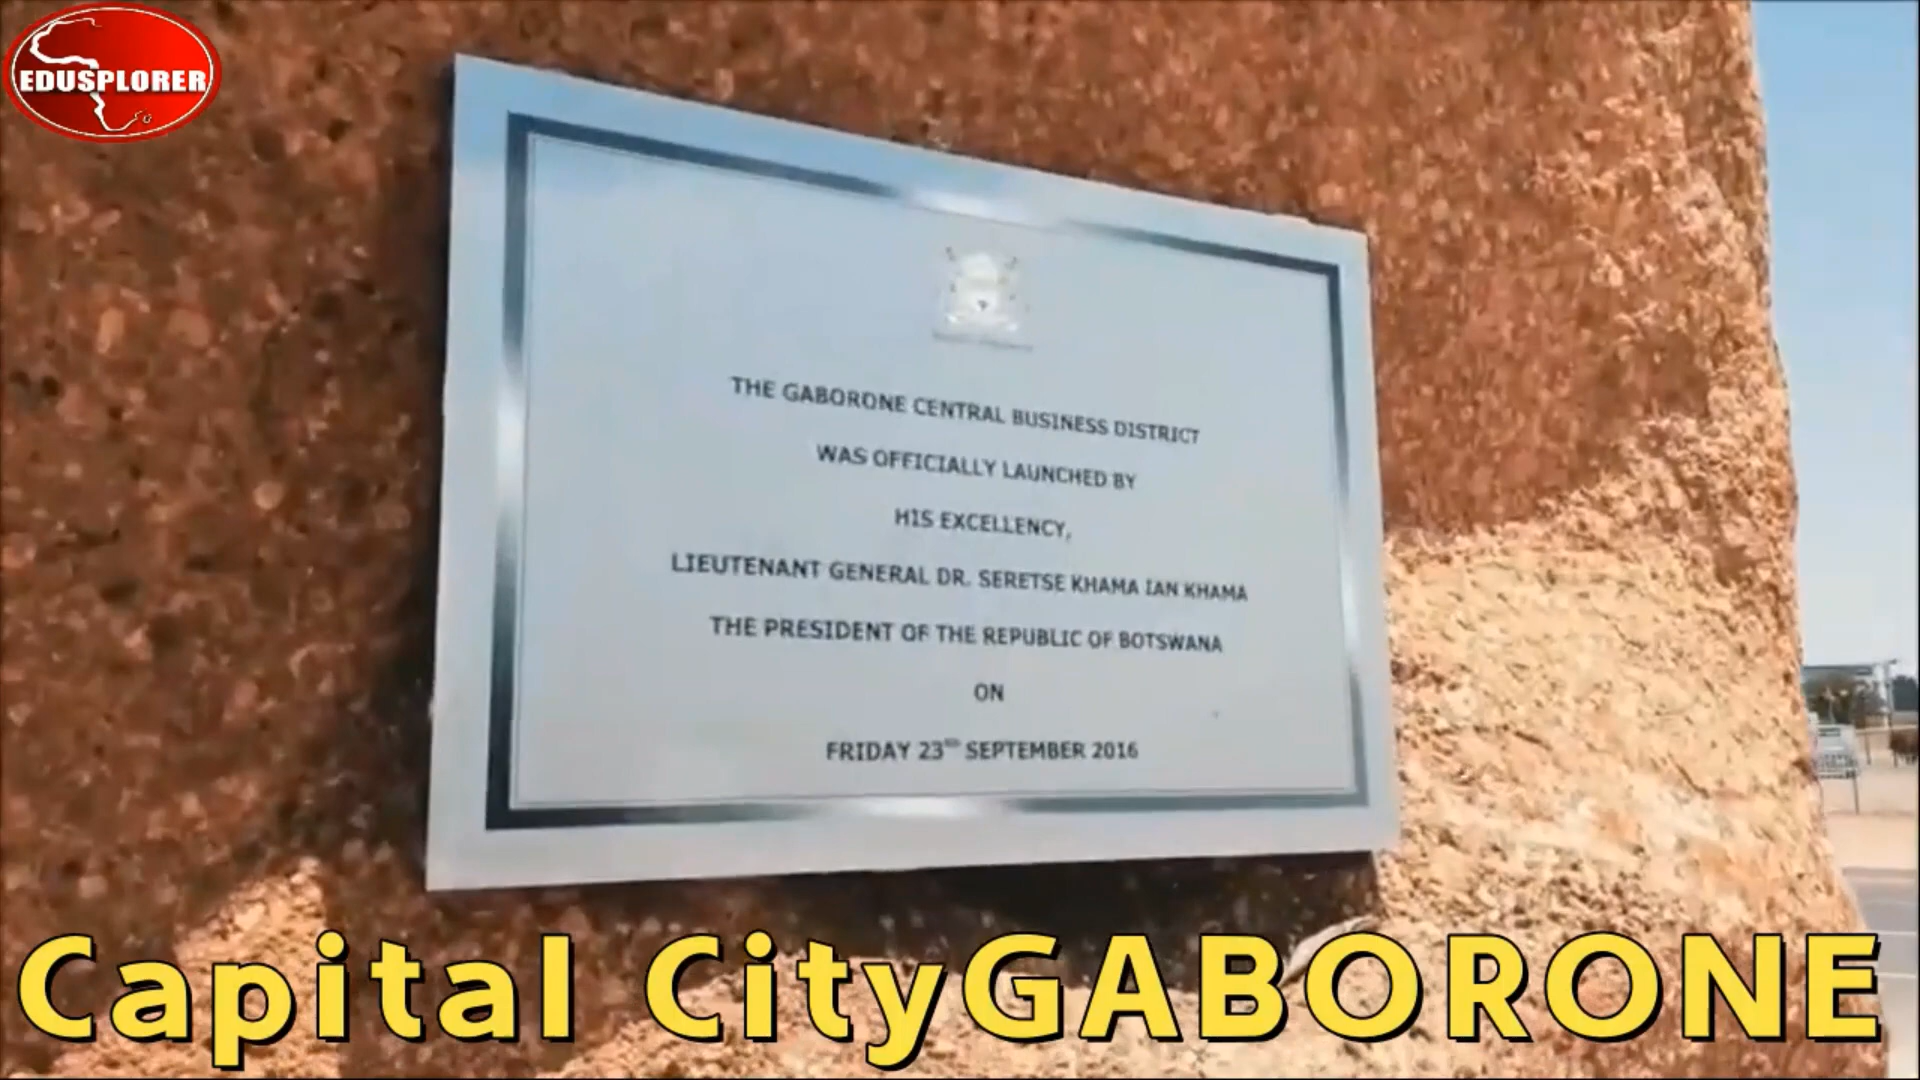 EDUSPLORER
THE GABORONE CENTRAL BUSINESS DISTRICT
WAS OFFICIALLY LAUNCHED BY
HIS EXCELLENCY,
LIEUTENANT GENERAL DR. SERETSE KHAMA IAN KHAMA
THE PRESIDENT OF THE REPUBLIC OF BOTSWANA
ON
FRIDAY 23RD SEPTEMBER 2016
Capital CityGABORONE